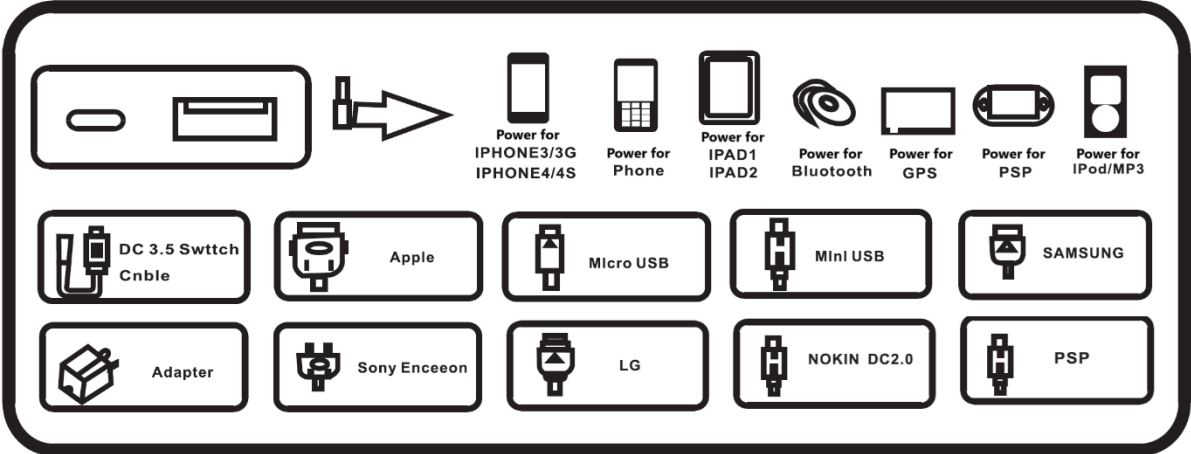 Power for
IPHONE3/3G
IPHONE4/4S
Power for
Phone
Power for
IPAD1
IPAD2
Power for
Bluotooth
Power for
GPS
Power for
PSP
Power for
IPod/MP3
DC 3.5 Swttch
Cnble
Apple
MIcro USB
MInI USB
SAMSUNG
Adapter
Sony Enceeon
LG
NOKIN DC2.0
PSP